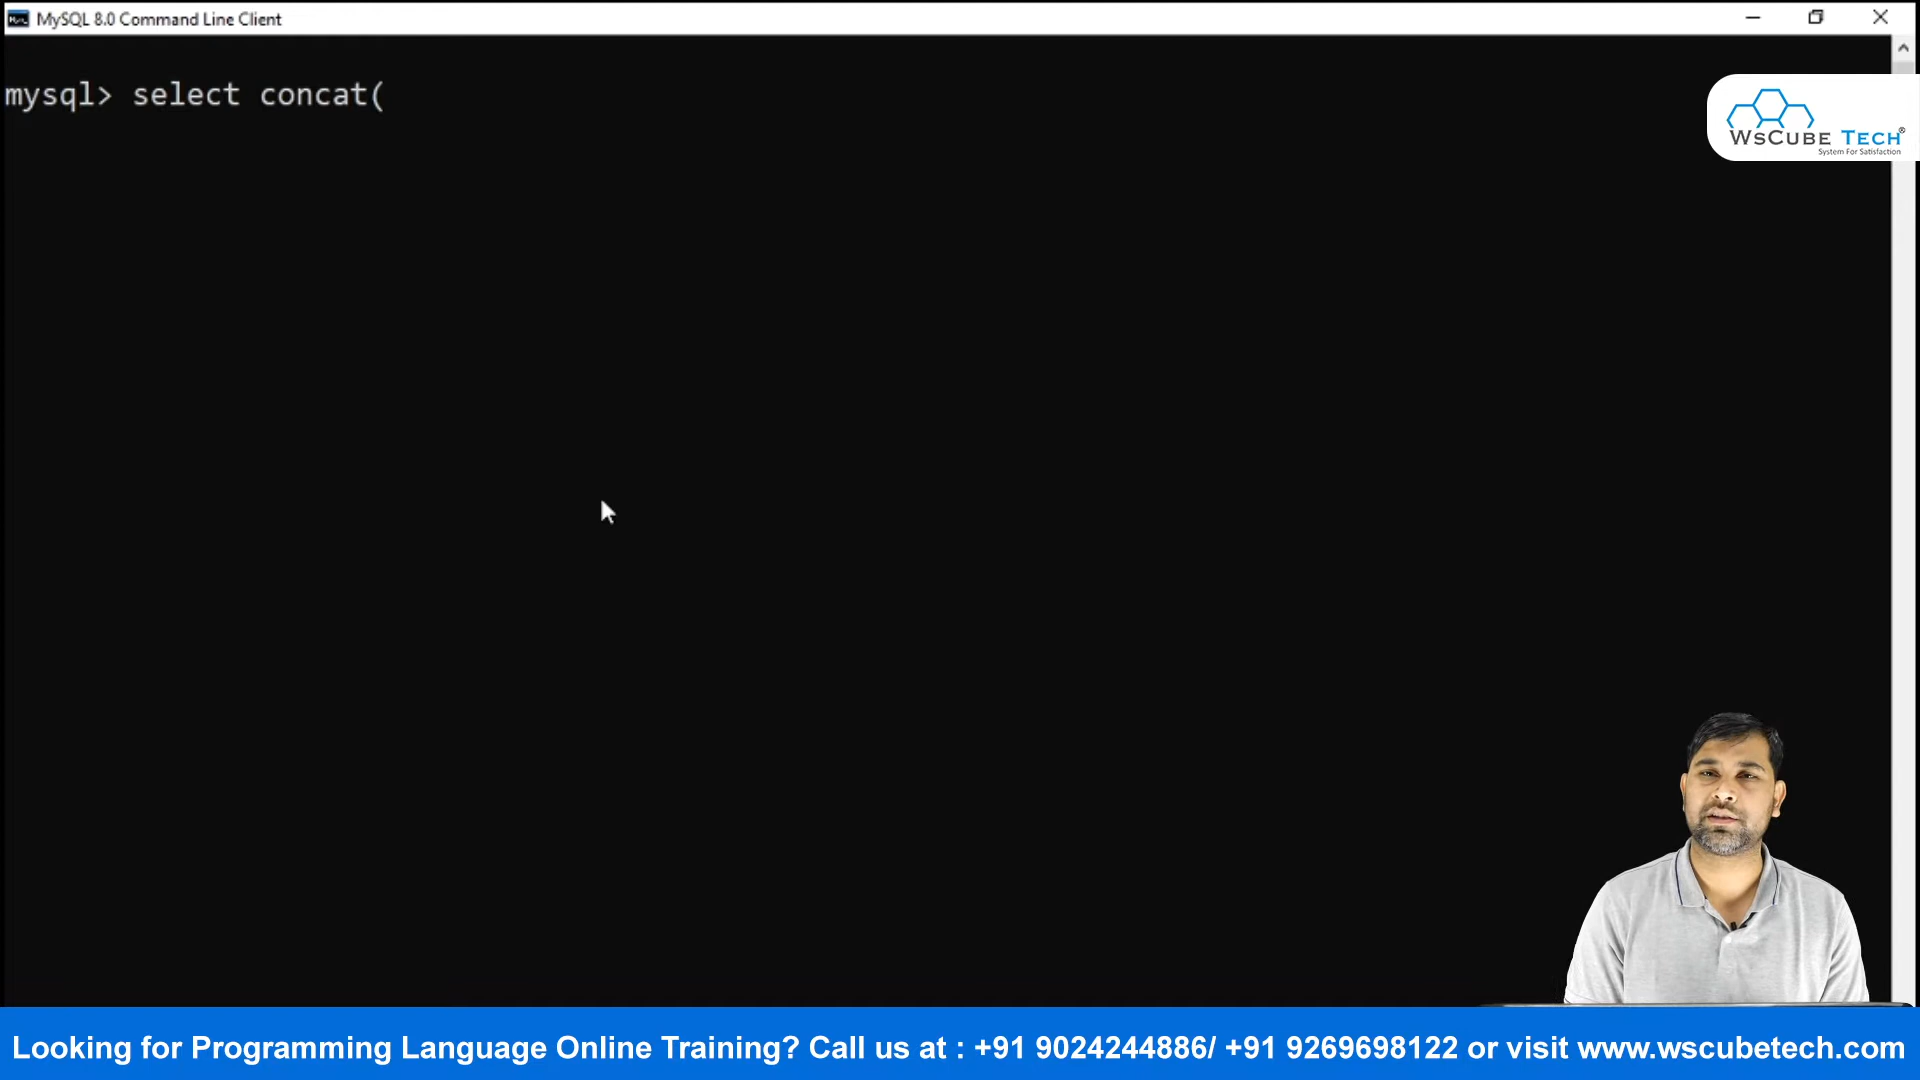 MySQL 8.0 Command Line Client
mysql> select concat(
WSCUBE TECH®
System For Satisfaction
Looking for Programming Language Online Training? Call us at : +91 9024244886/ +91 9269698122 or visit www.wscubetech.com